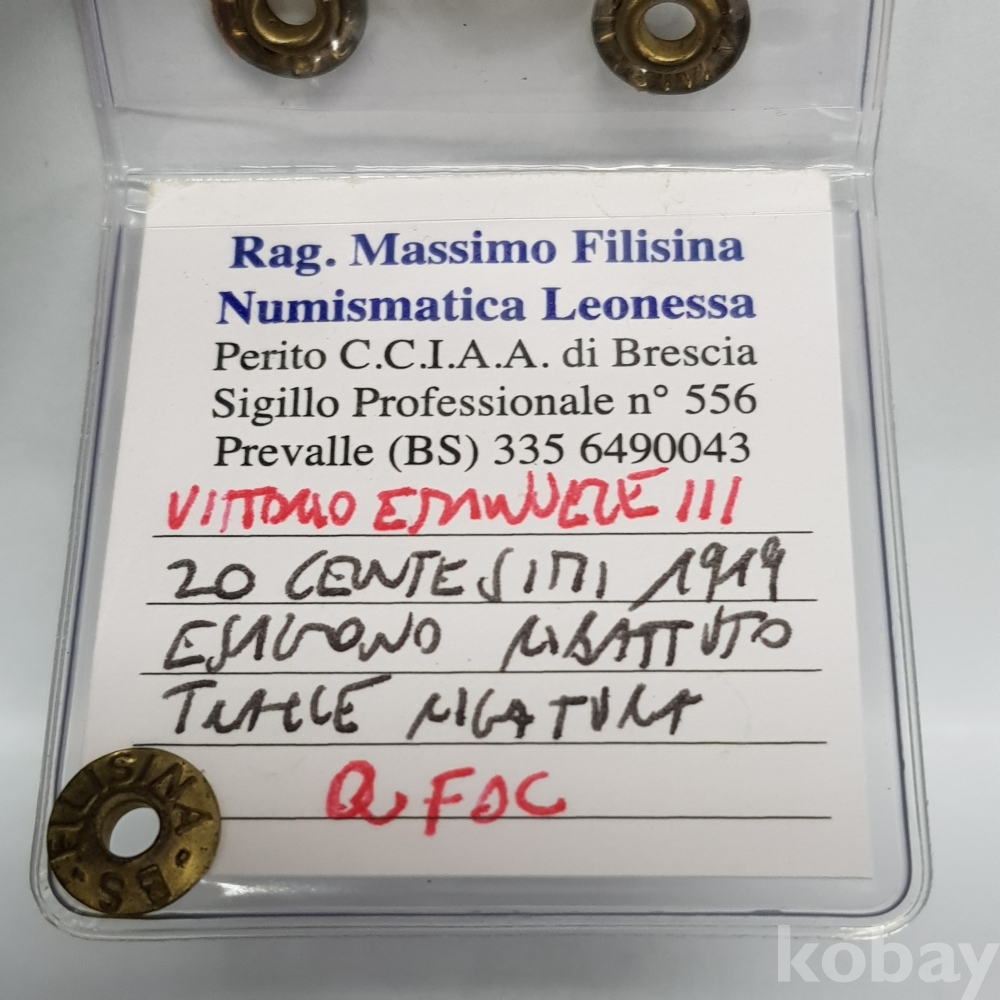 Rag. Massimo Filisina
Numismatica Leonessa
Perito C.C.I.A.A. di Brescia
Sigillo Professionale n° 556
Prevalle (BS) 335 6490043
VITTORIO EMANUELE III
20 CENTESIMI 1919
ESAGONO RIBATTUTO
TRACCE RIGATURA
Q FDC
FILISINA · BS ·
kobay